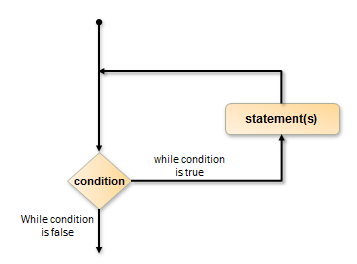 statement(s)
while condition
is true
condition
While condition
is false